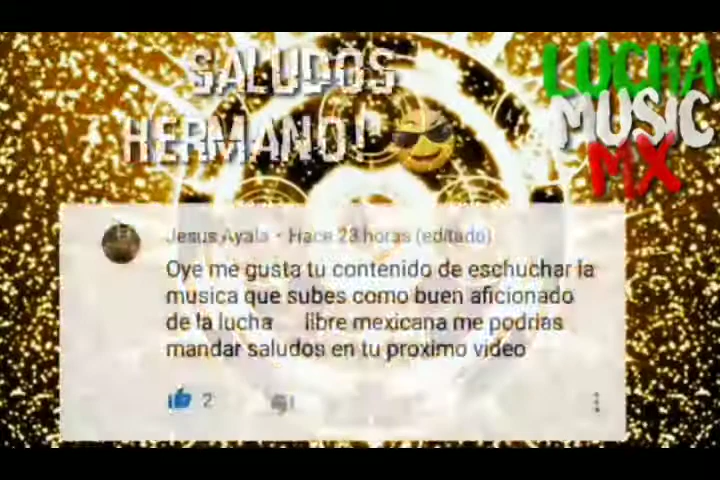 SALUDOS
HERMANO!
LUCHA
MUSIC
MX
Jesus Ayala • Hace 23 horas (editado)
Oye me gusta tu contenido de eschuchar la
musica que subes como buen aficionado
de la lucha libre mexicana me podrias
mandar saludos en tu proximo video
2